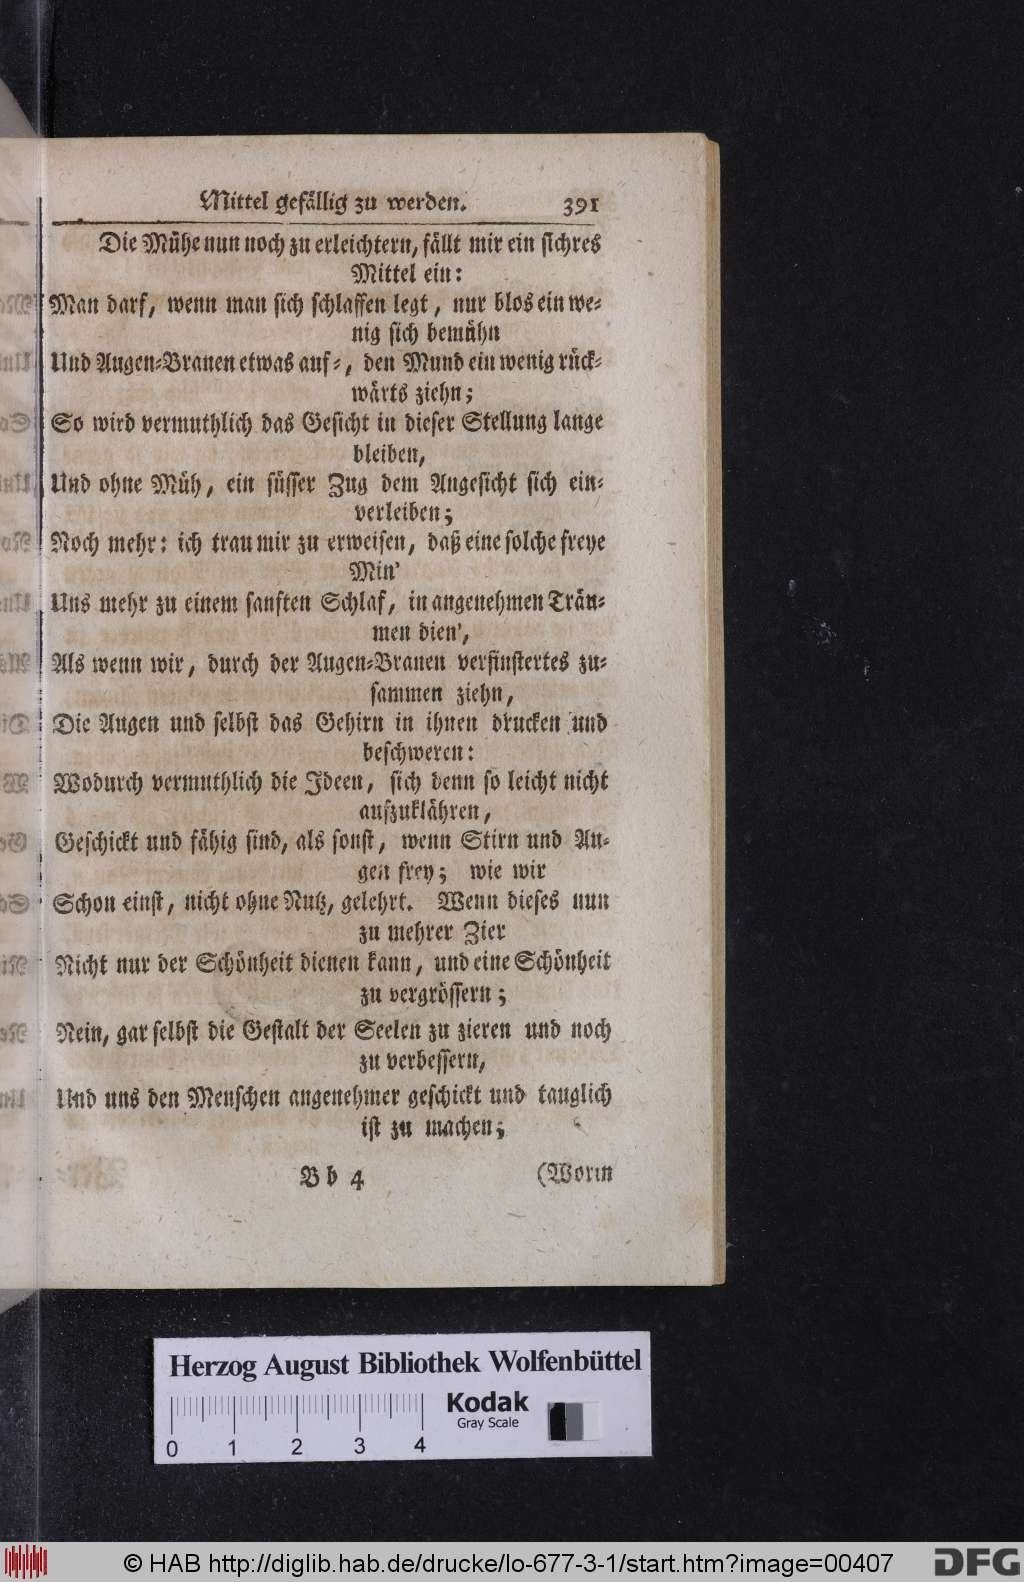 Mittel gefällig zu werden. 391
Die Mühe nun noch zu erleichtern, fällt mir ein sichres
Mittel ein:
Man darf, wenn man sich schlaffen legt, nur blos ein we-
nig sich bemühn
Und Augen-Branen etwas auf-, den Mund ein wenig rück-
wärts ziehn;
So wird vermuthlich das Gesicht in dieser Stellung lange
bleiben,
Und ohne Müh, ein süsser Zug dem Angesicht sich ein-
verleiben;
Noch mehr: ich trau mir zu erweisen, daß eine solche freye
Min'
Uns mehr zu einem sanften Schlaf, in angenehmen Träu-
men dien',
Als wenn wir, durch der Augen-Branen verfinstertes zu-
sammen ziehn,
Die Augen und selbst das Gehirn in ihnen drucken und
beschweren:
Wodurch vermuthlich die Ideen, sich denn so leicht nicht
aufzuklähren,
Geschickt und fähig sind, als sonst, wenn Stirn und Au-
gen frey; wie wir
Schon einst, nicht ohne Nutz, gelehrt. Wenn dieses nun
zu mehrer Zier
Nicht nur der Schönheit dienen kann, und eine Schönheit
zu vergrössern;
Nein, gar selbst die Gestalt der Seelen zu zieren und noch
zu verbessern,
Und uns den Menschen angenehmer geschickt und tauglich
ist zu machen;
B b 4 (Worin
Herzog August Bibliothek Wolfenbüttel
Kodak
Gray Scale
0 1 2 3 4
© HAB http://diglib.hab.de/drucke/lo-677-3-1/start.htm?image=00407 DFG